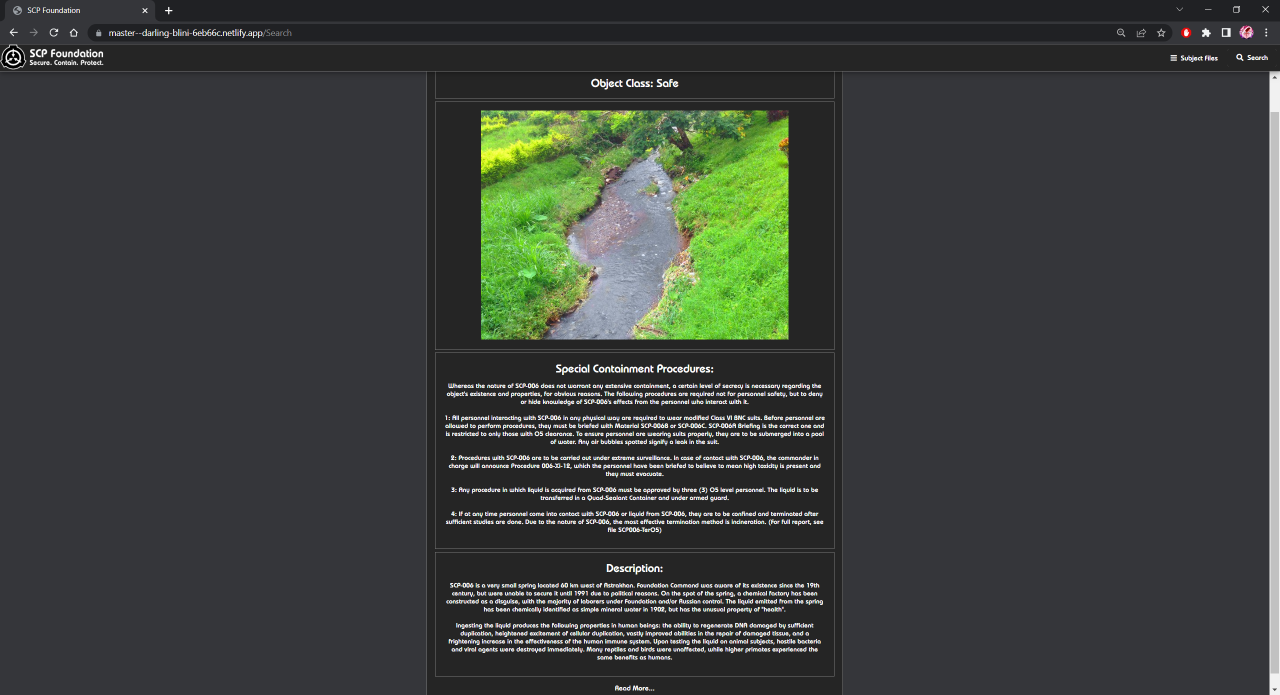 SCP Foundation
master--darling-blini-6eb66c.netlify.app/Search
SCP Foundation
Secure. Contain. Protect.
Subject Files
Search
Object Class: Safe
Special Containment Procedures:
Whereas the nature of SCP-006 does not warrant any extensive containment, a certain level of secrecy is necessary regarding the
object's existence and properties, for obvious reasons. The following procedures are required not for personnel safety, but to deny
or hide knowledge of SCP-006's effects from the personnel who interact with it.
1: All personnel interacting with SCP-006 in any physical way are required to wear modified Class VI BNC suits. Before personnel are
allowed to perform procedures, they must be briefed with Material SCP-006B or SCP-006C. SCP-006A Briefing is the correct one and
is restricted to only those with O5 clearance. To ensure personnel are wearing suits properly, they are to be submerged into a pool
of water. Any air bubbles spotted signify a leak in the suit.
2: Procedures with SCP-006 are to be carried out under extreme surveillance. In case of contact with SCP-006, the commander in
charge will announce Procedure 006-XI-12, which the personnel have been briefed to believe to mean high toxicity is present and
they must evacuate.
3: Any procedure in which liquid is acquired from SCP-006 must be approved by three (3) O5 level personnel. The liquid is to be
transferred in a Quad-Sealant Container and under armed guard.
4: If at any time personnel come into contact with SCP-006 or liquid from SCP-006, they are to be confined and terminated after
sufficient studies are done. Due to the nature of SCP-006, the most effective termination method is incineration. (For full report, see
file SCP006-TerO5)
Description:
SCP-006 is a very small spring located 60 km west of Astrakhan. Foundation Command was aware of its existence since the 19th
century, but were unable to secure it until 1991 due to political reasons. On the spot of the spring, a chemical factory has been
constructed as a disguise, with the majority of laborers under Foundation and/or Russian control. The liquid emitted from the spring
has been chemically identified as simple mineral water in 1902, but has the unusual property of "health".
Ingesting the liquid produces the following properties in human beings: the ability to regenerate DNA damaged by sufficient
duplication, heightened excitement of cellular duplication, vastly improved abilities in the repair of damaged tissue, and a
frightening increase in the effectiveness of the human immune system. Upon testing the liquid on animal subjects, hostile bacteria
and viral agents were destroyed immediately. Many reptiles and birds were unaffected, while higher primates experienced the
same benefits as humans.
Read More...